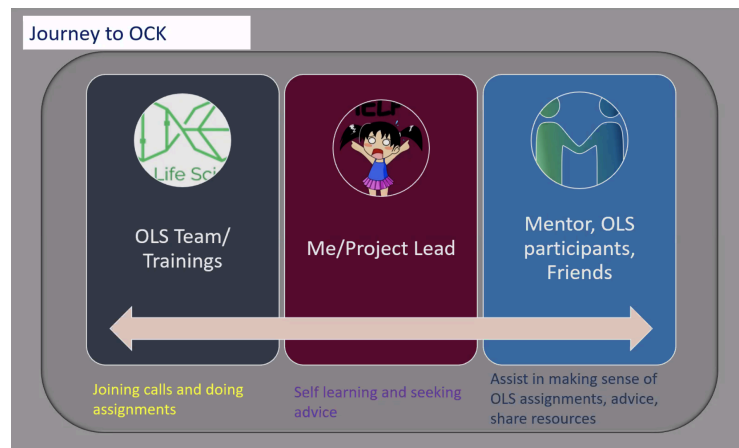 Journey to OCK
Life Sci
OLS Team/
Trainings
Me/Project Lead
Mentor, OLS
participants,
Friends
Joining calls and doing
assignments
Self learning and seeking
advice
Assist in making sense of
OLS assignments, advice,
share resources